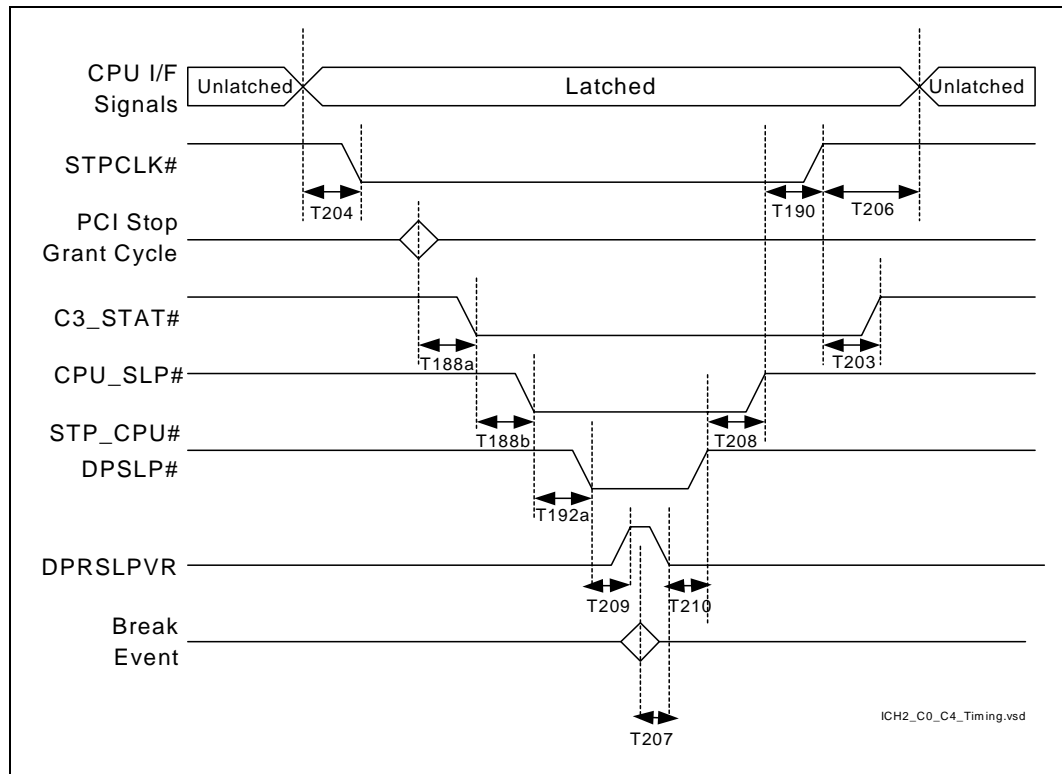 CPU I/F
Signals
Unlatched
Latched
Unlatched
STPCLK#
T204
T190
T206
PCI Stop
Grant Cycle
C3_STAT#
T188a
T203
CPU_SLP#
T188b
T208
STP_CPU#
DPSLP#
T192a
DPRSLPVR
T209
T210
Break
Event
T207
ICH2_C0_C4_Timing.vsd